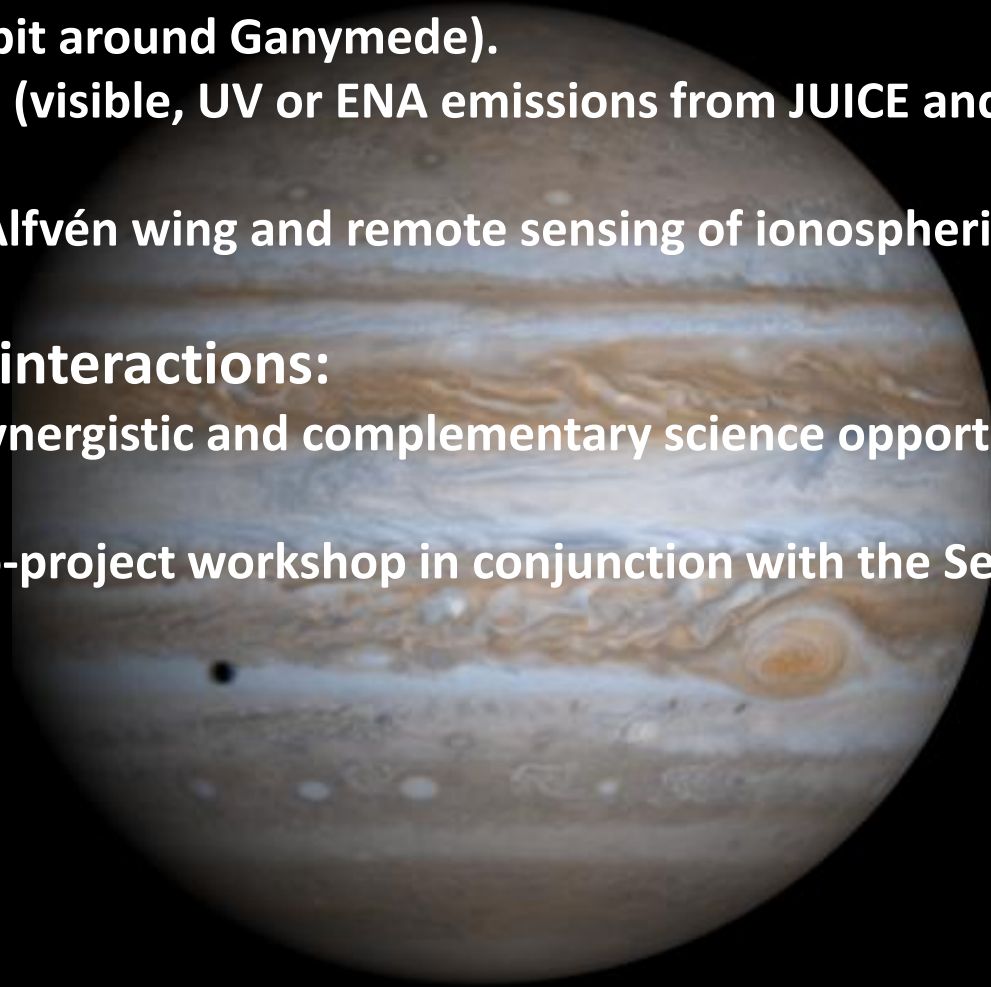 bit around Ganymede).
(visible, UV or ENA emissions from JUICE and
Alfvén wing and remote sensing of ionospheri
interactions:
ynergistic and complementary science opport
-project workshop in conjunction with the Se